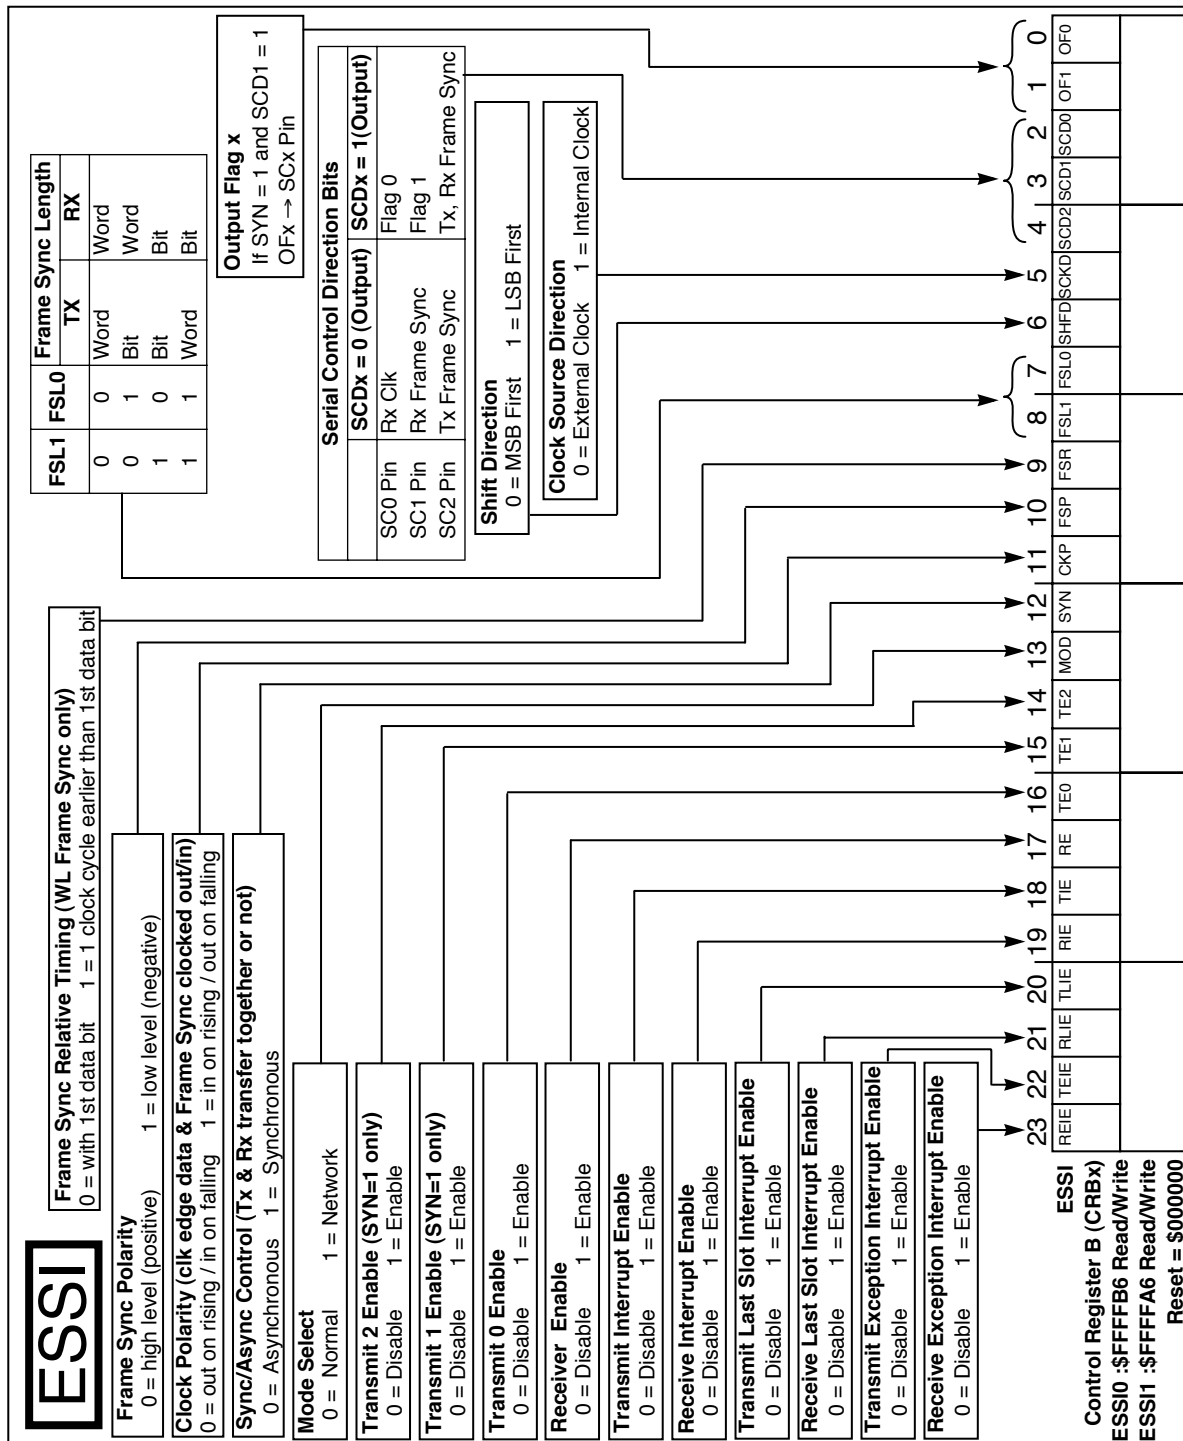 ESSI
Frame Sync Relative Timing (WL Frame Sync only)
0 = with 1st data bit 1 = 1 clock cycle earlier than 1st data bit
Frame Sync Polarity
0 = high level (positive) 1 = low level (negative)
Clock Polarity (clk edge data & Frame Sync clocked out/in)
0 = out on rising / in on falling 1 = in on rising / out on falling
Sync/Async Control (Tx & Rx transfer together or not)
0 = Asynchronous 1 = Synchronous
Mode Select
0 = Normal 1 = Network
Transmit 2 Enable (SYN=1 only)
0 = Disable 1 = Enable
Transmit 1 Enable (SYN=1 only)
0 = Disable 1 = Enable
Transmit 0 Enable
0 = Disable 1 = Enable
Receiver Enable
0 = Disable 1 = Enable
Transmit Interrupt Enable
0 = Disable 1 = Enable
Receive Interrupt Enable
0 = Disable 1 = Enable
Transmit Last Slot Interrupt Enable
0 = Disable 1 = Enable
Receive Last Slot Interrupt Enable
0 = Disable 1 = Enable
Transmit Exception Interrupt Enable
0 = Disable 1 = Enable
Receive Exception Interrupt Enable
0 = Disable 1 = Enable
FSL1 FSL0 Frame Sync Length
TX RX
0 0 Word Word
0 1 Bit Word
1 0 Bit Bit
1 1 Word Bit
Output Flag x
If SYN = 1 and SCD1 = 1
OFx → SCx Pin
Serial Control Direction Bits
SCDx = 0 (Output) SCDx = 1(Output)
SC0 Pin Rx Clk Flag 0
SC1 Pin Rx Frame Sync Flag 1
SC2 Pin Tx Frame Sync Tx, Rx Frame Sync
Shift Direction
0 = MSB First 1 = LSB First
Clock Source Direction
0 = External Clock 1 = Internal Clock
23 22 21 20 19 18 17 16 15 14 13 12 11 10 9 8 7 6 5 4 3 2 1 0
REIE TEIE RLIE TLIE RIE TIE RE TE0 TE1 TE2 MOD SYN CKP FSP FSR FSL1 FSL0 SHFD SCKD SCD2 SCD1 SCD0 OF1 OF0
ESSI
Control Register B (CRBx)
ESSI0 :$FFFFB6 Read/Write
ESSI1 :$FFFFA6 Read/Write
Reset = $000000